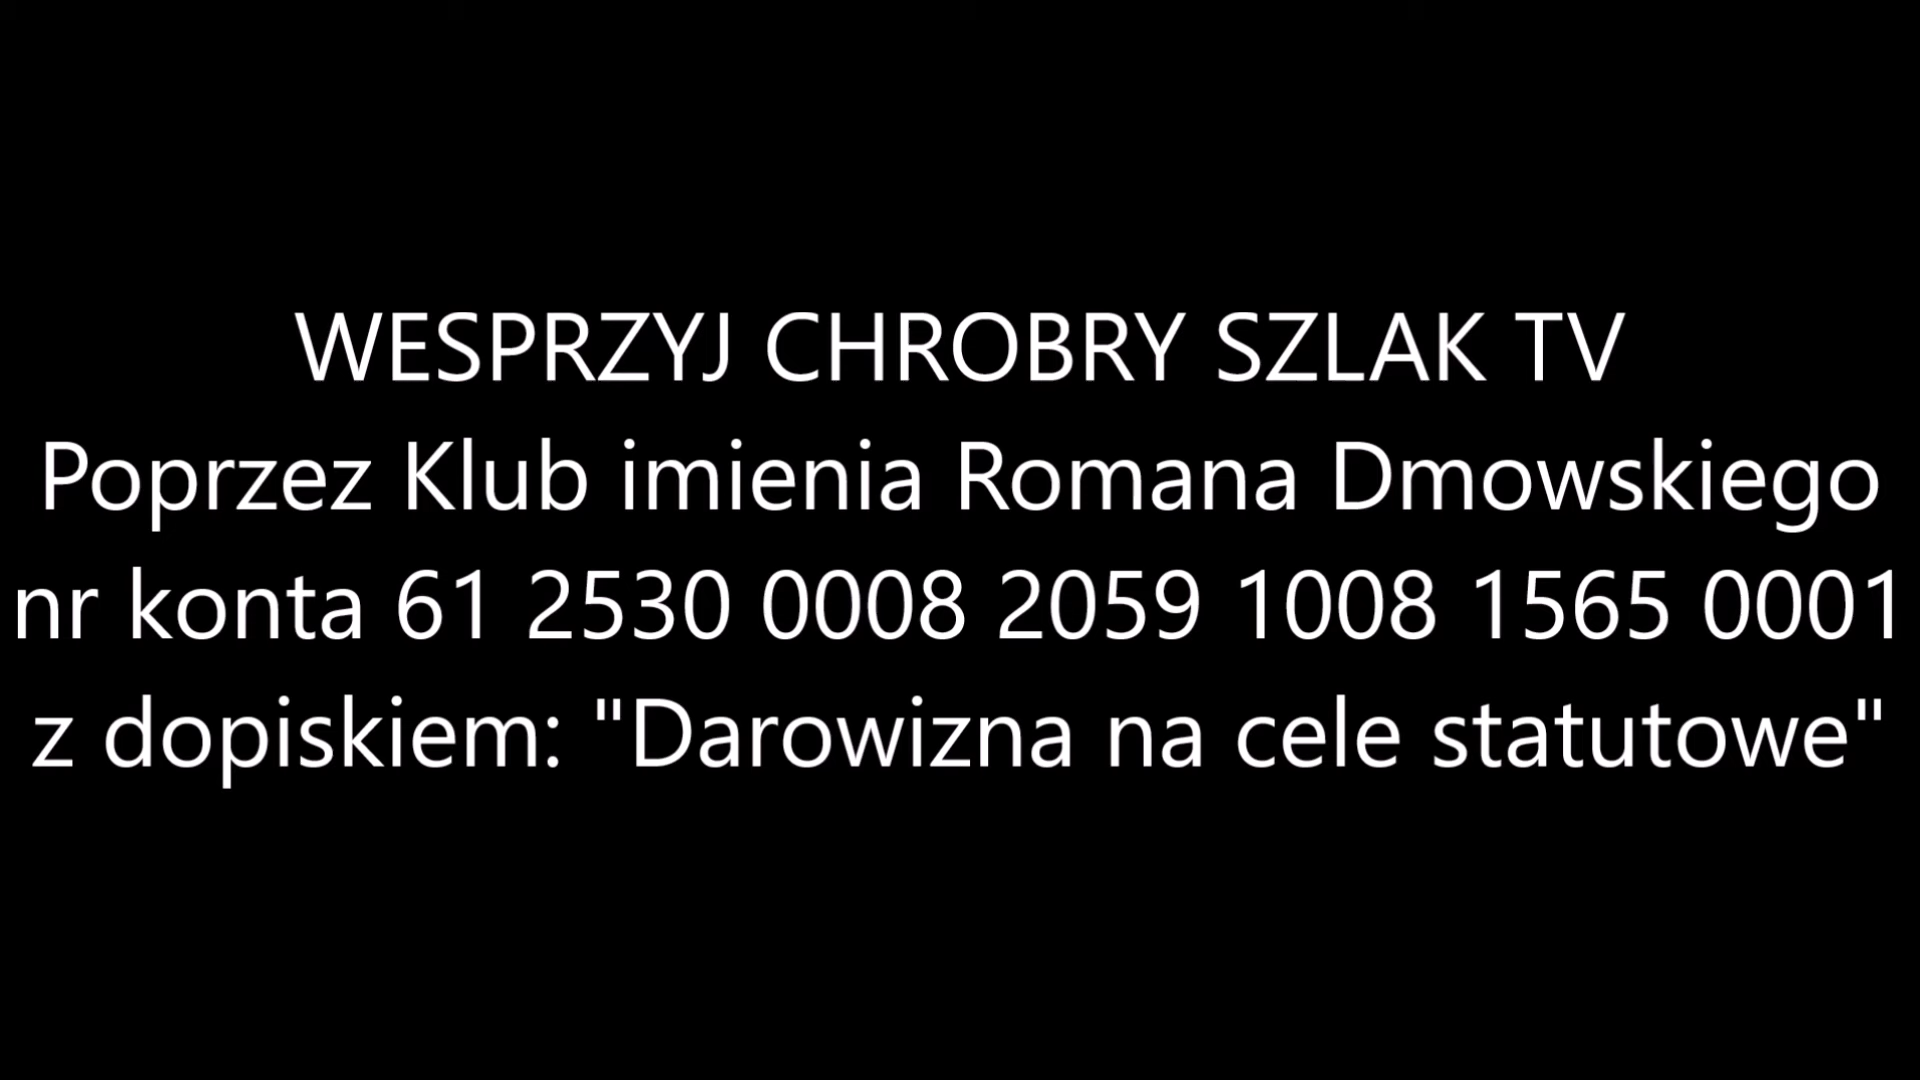 WESPRZYJ CHROBRY SZLAK TV
Poprzez Klub imienia Romana Dmowskiego
nr konta 61 2530 0008 2059 1008 1565 0001
z dopiskiem: "Darowizna na cele statutowe"